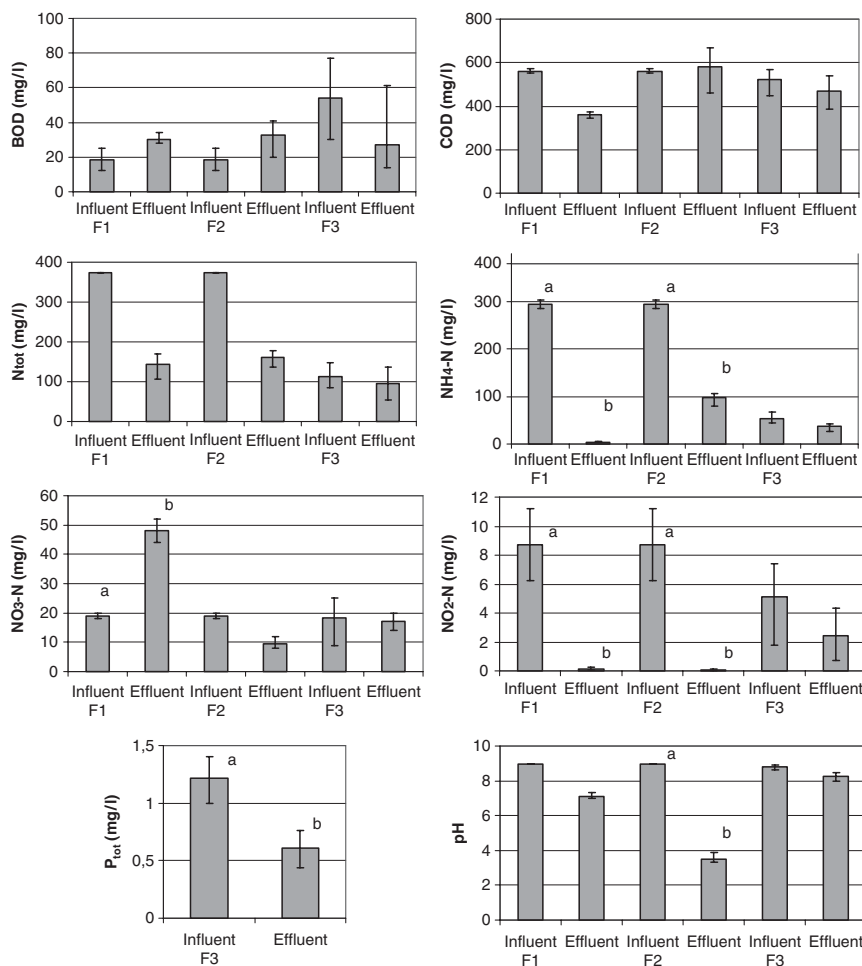 BOD (mg/l)
100
80
60
40
20
0
Influent Effluent Influent Effluent Influent Effluent
F1 F2 F3
COD (mg/l)
800
600
400
200
0
Influent Effluent Influent Effluent Influent Effluent
F1 F2 F3
Ntot (mg/l)
400
300
200
100
0
Influent Effluent Influent Effluent Influent Effluent
F1 F2 F3
NH4-N (mg/l)
400
300
300
100
0
a
b
a
b
Influent Effluent Influent Effluent Influent Effluent
F1 F2 F3
NO3-N (mg/l)
60
50
40
30
20
10
0
a
b
Influent Effluent Influent Effluent Influent Effluent
F1 F2 F3
NO2-N (mg/l)
12
10
8
6
4
2
0
a
b
a
b
Influent Effluent Influent Effluent Influent Effluent
F1 F2 F3
Ptot (mg/l)
1,5
1
0,5
0
a
b
Influent Effluent
F3
pH
10
8
6
4
2
0
a
b
Influent Effluent Influent Effluent Influent Effluent
F1 F2 F3